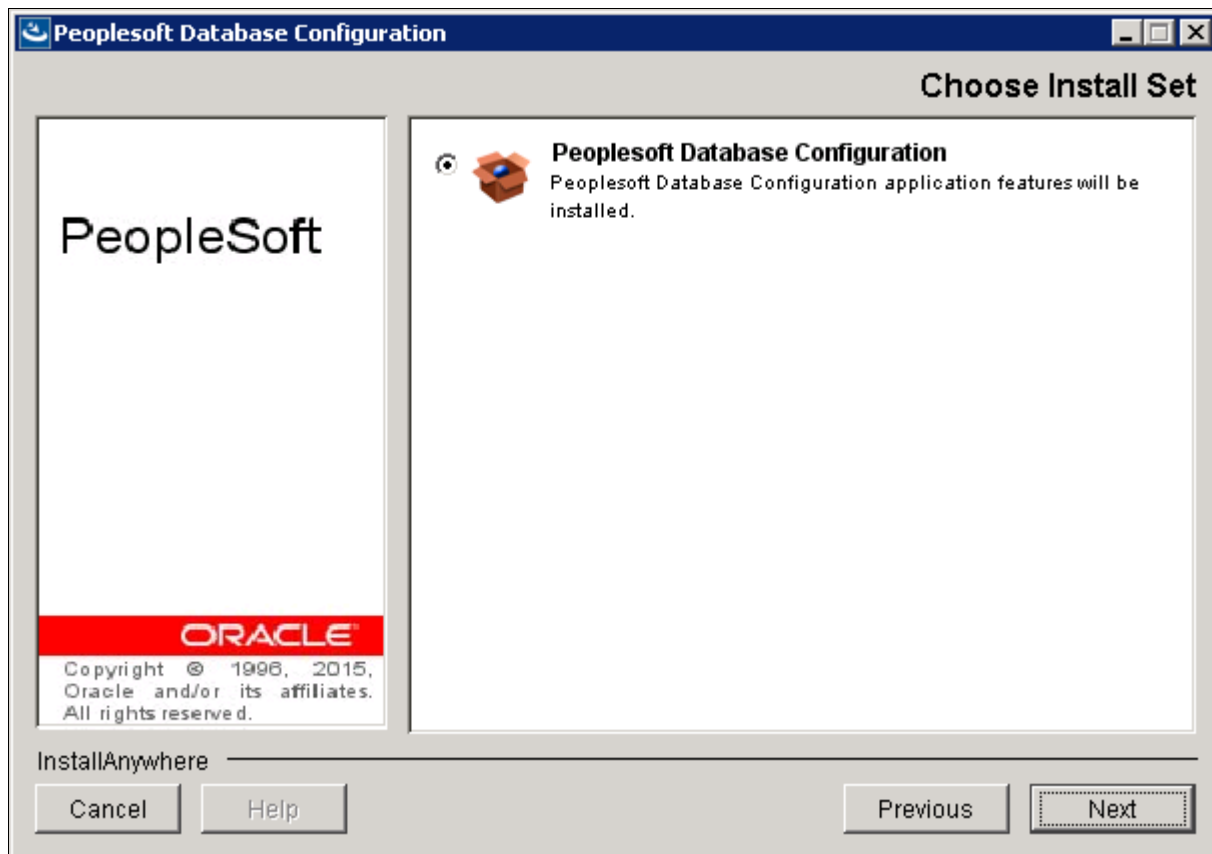 Peoplesoft Database Configuration
Choose Install Set
PeopleSoft
ORACLE
Copyright © 1996, 2015,
Oracle and/or its affiliates.
All rights reserved.
Peoplesoft Database Configuration
Peoplesoft Database Configuration application features will be
installed.
InstallAnywhere
Cancel
Help
Previous
Next